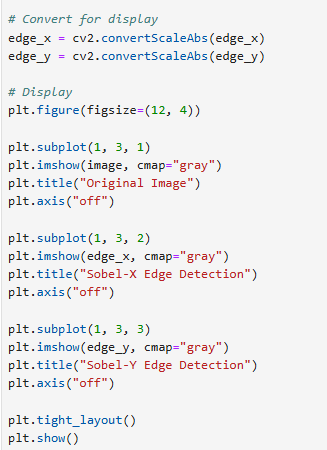 # Convert for display
edge_x = cv2.convertScaleAbs(edge_x)
edge_y = cv2.convertScaleAbs(edge_y)

# Display
plt.figure(figsize=(12, 4))

plt.subplot(1, 3, 1)
plt.imshow(image, cmap="gray")
plt.title("Original Image")
plt.axis("off")

plt.subplot(1, 3, 2)
plt.imshow(edge_x, cmap="gray")
plt.title("Sobel-X Edge Detection")
plt.axis("off")

plt.subplot(1, 3, 3)
plt.imshow(edge_y, cmap="gray")
plt.title("Sobel-Y Edge Detection")
plt.axis("off")

plt.tight_layout()
plt.show()